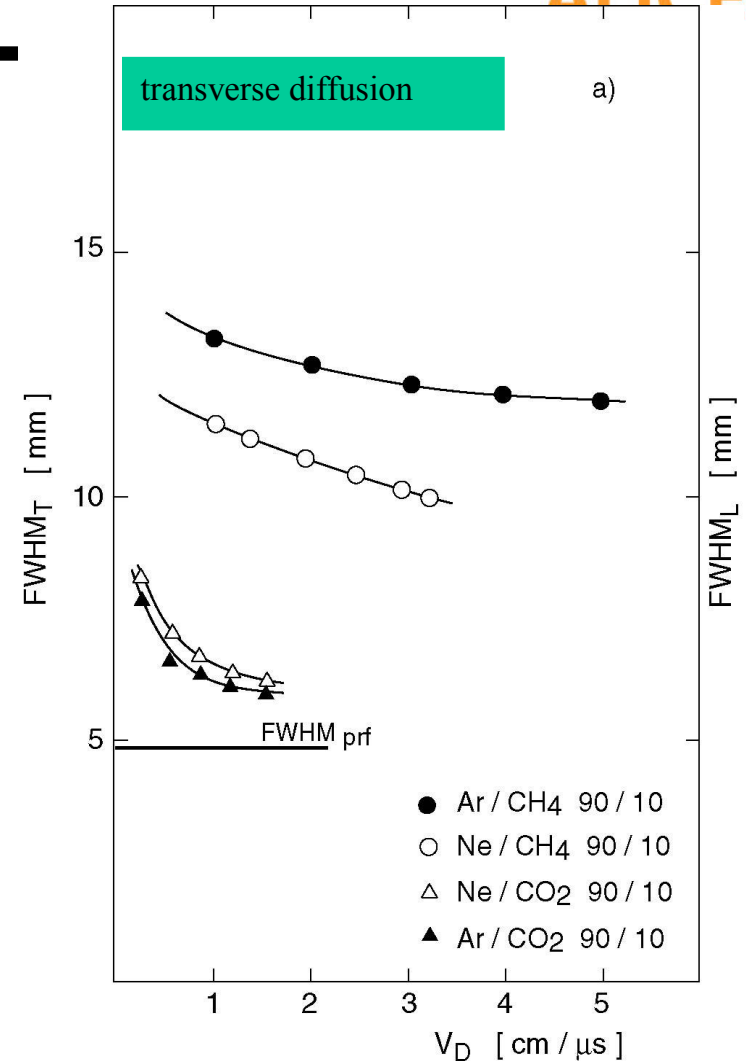 transverse diffusion
a)
15
10
5
FWHM_T [mm]
FWHM_L [mm]
FWHM prf
● Ar / CH4 90 / 10
○ Ne / CH4 90 / 10
△ Ne / CO2 90 / 10
▲ Ar / CO2 90 / 10
1 2 3 4 5
V_D [cm / μs]